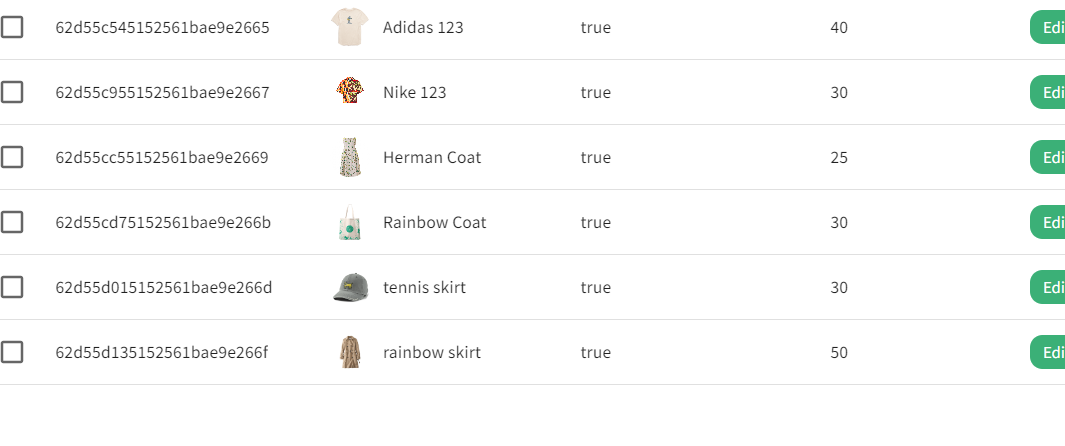 62d55c545152561bae9e2665 Adidas 123 true 40 Edi
62d55c955152561bae9e2667 Nike 123 true 30 Edi
62d55cc55152561bae9e2669 Herman Coat true 25 Edi
62d55cd75152561bae9e266b Rainbow Coat true 30 Edi
62d55d015152561bae9e266d tennis skirt true 30 Edi
62d55d135152561bae9e266f rainbow skirt true 50 Edi